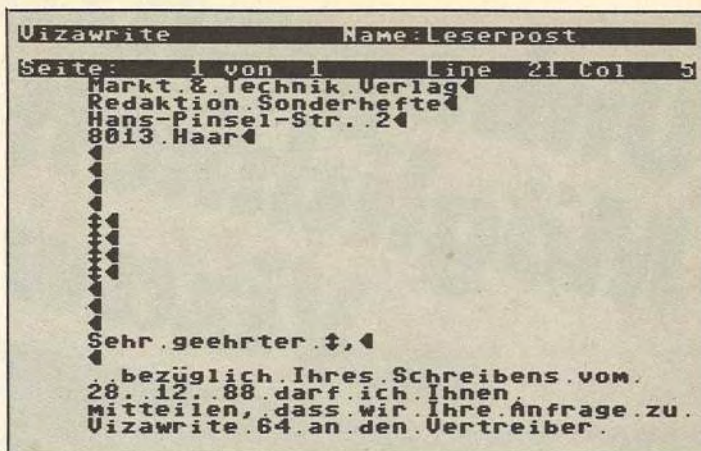 Vizawrite Name:Leserpost
Seite: 1 von 1 Line 21 Col 5
Markt.&.Technik.Verlag◀
Redaktion.Sonderhefte◀
Hans-Pinsel-Str..2◀
8013.Haar◀
◀
◀
◀
◀
‡◀
‡◀
‡◀
‡◀
◀
◀
◀
Sehr.geehrter.‡,◀
◀
..bezüglich.Ihres.Schreibens.vom.
28..12..88.darf.ich.Ihnen.
mitteilen,.dass.wir.Ihre.Anfrage.zu.
Vizawrite.64.an.den.Vertreiber.